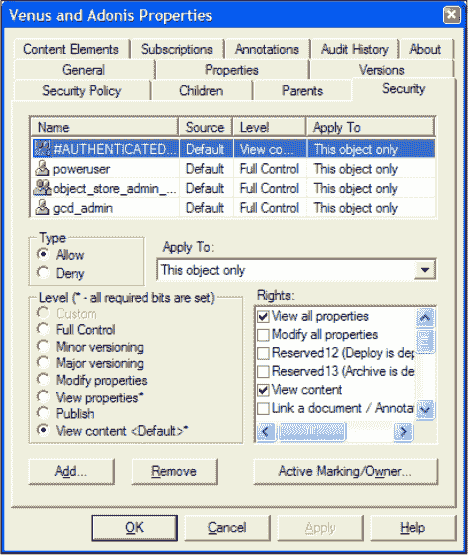 Venus and Adonis Properties
Content Elements Subscriptions Annotations Audit History About
General Properties Versions
Security Policy Children Parents Security
Name Source Level Apply To
#AUTHENTICATED... Default View co... This object only
poweruser Default Full Control This object only
object_store_admin_... Default Full Control This object only
gcd_admin Default Full Control This object only
Type
Allow
Deny
Apply To:
This object only
Level (* - all required bits are set)
Custom
Full Control
Minor versioning
Major versioning
Modify properties
View properties*
Publish
View content <Default>*
Rights:
View all properties
Modify all properties
Reserved12 (Deploy is dep
Reserved13 (Archive is de
View content
Link a document / Annota
Add... Remove Active Marking/Owner...
OK Cancel Apply Help